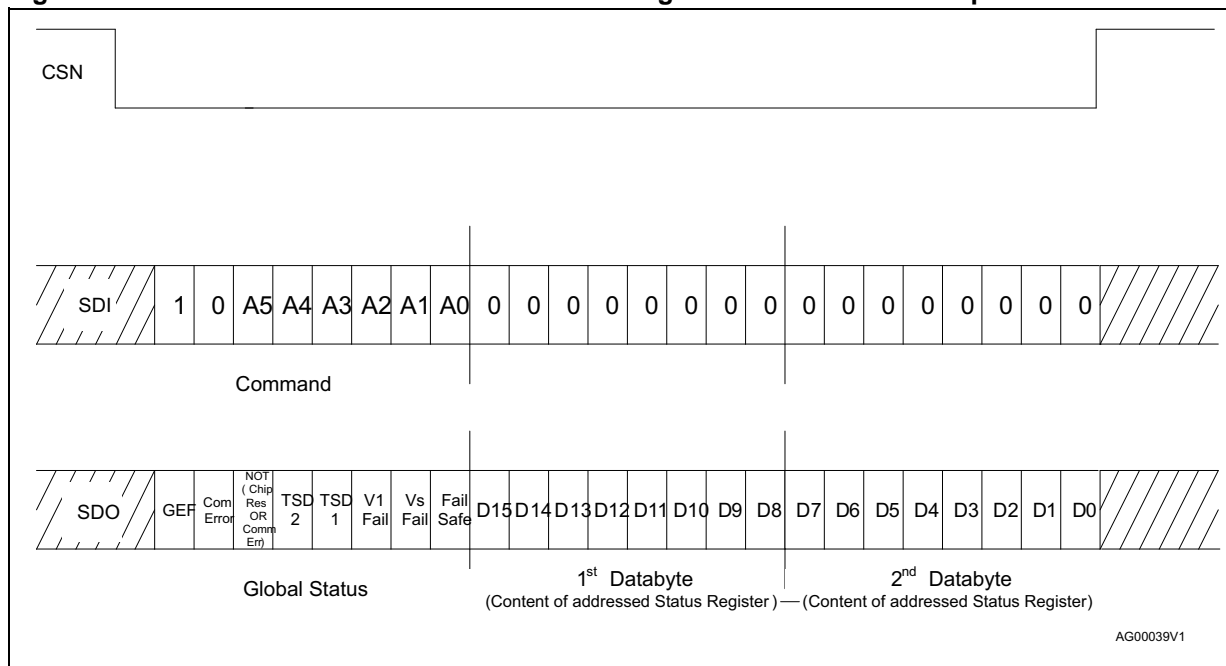 CSN
SDI 1 0 A5 A4 A3 A2 A1 A0 0 0 0 0 0 0 0 0 0 0 0 0 0 0 0 0
Command
SDO GEF Com Error NOT ( Chip Res OR Comm Err) TSD 2 TSD 1 V1 Fail Vs Fail Fail Safe D15 D14 D13 D12 D11 D10 D9 D8 D7 D6 D5 D4 D3 D2 D1 D0
Global Status
1st Databyte
(Content of addressed Status Register )
2nd Databyte
(Content of addressed Status Register)
AG00039V1